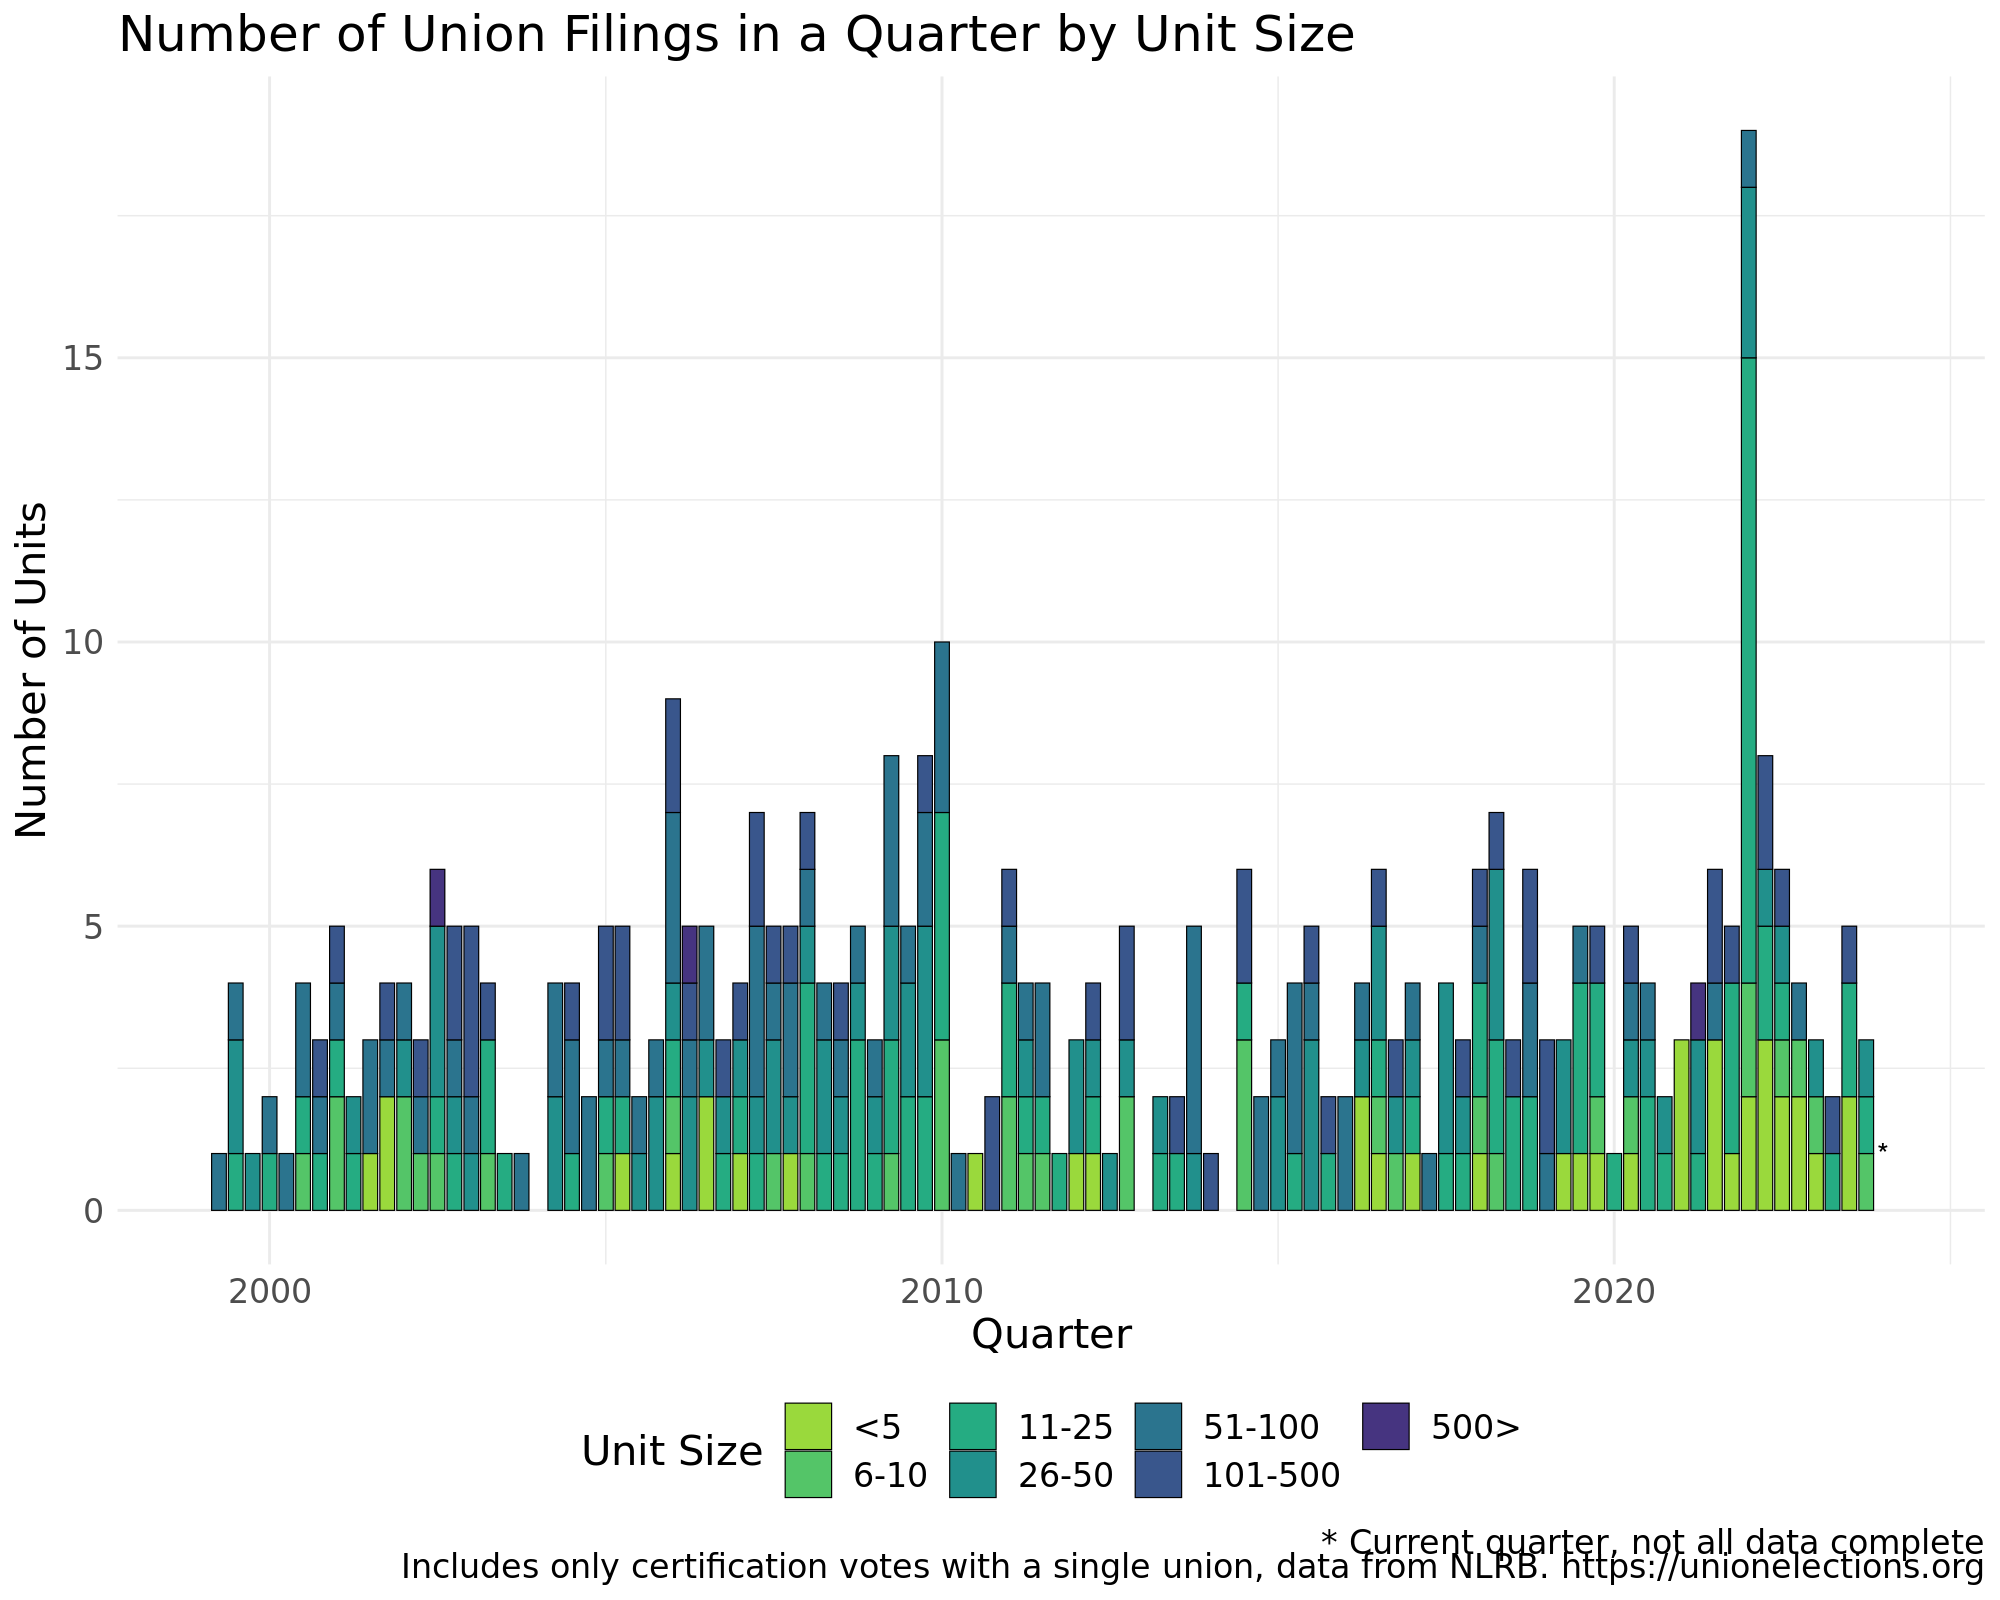 Number of Union Filings in a Quarter by Unit Size
Number of Units
15
10
5
0
*
2000 2010 2020
Quarter
Unit Size
<5 11-25 51-100 500>
6-10 26-50 101-500
* Current quarter, not all data complete
Includes only certification votes with a single union, data from NLRB. https://unionelections.org